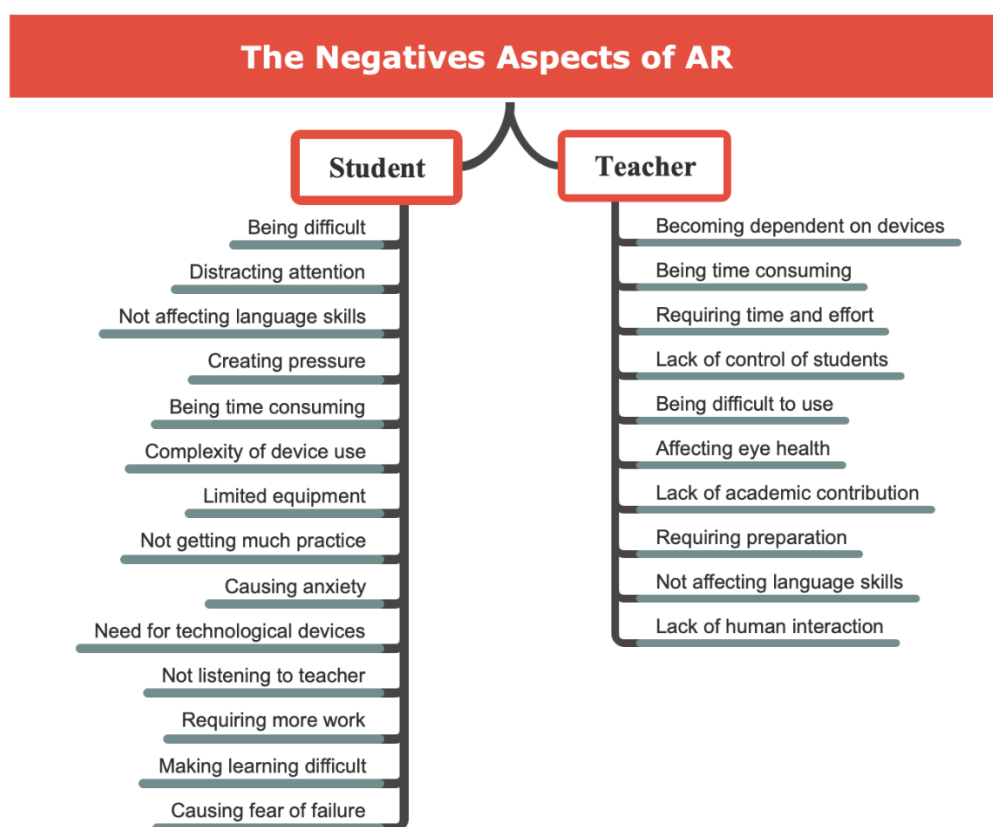 The Negatives Aspects of AR
Student
Being difficult
Distracting attention
Not affecting language skills
Creating pressure
Being time consuming
Complexity of device use
Limited equipment
Not getting much practice
Causing anxiety
Need for technological devices
Not listening to teacher
Requiring more work
Making learning difficult
Causing fear of failure
Teacher
Becoming dependent on devices
Being time consuming
Requiring time and effort
Lack of control of students
Being difficult to use
Affecting eye health
Lack of academic contribution
Requiring preparation
Not affecting language skills
Lack of human interaction